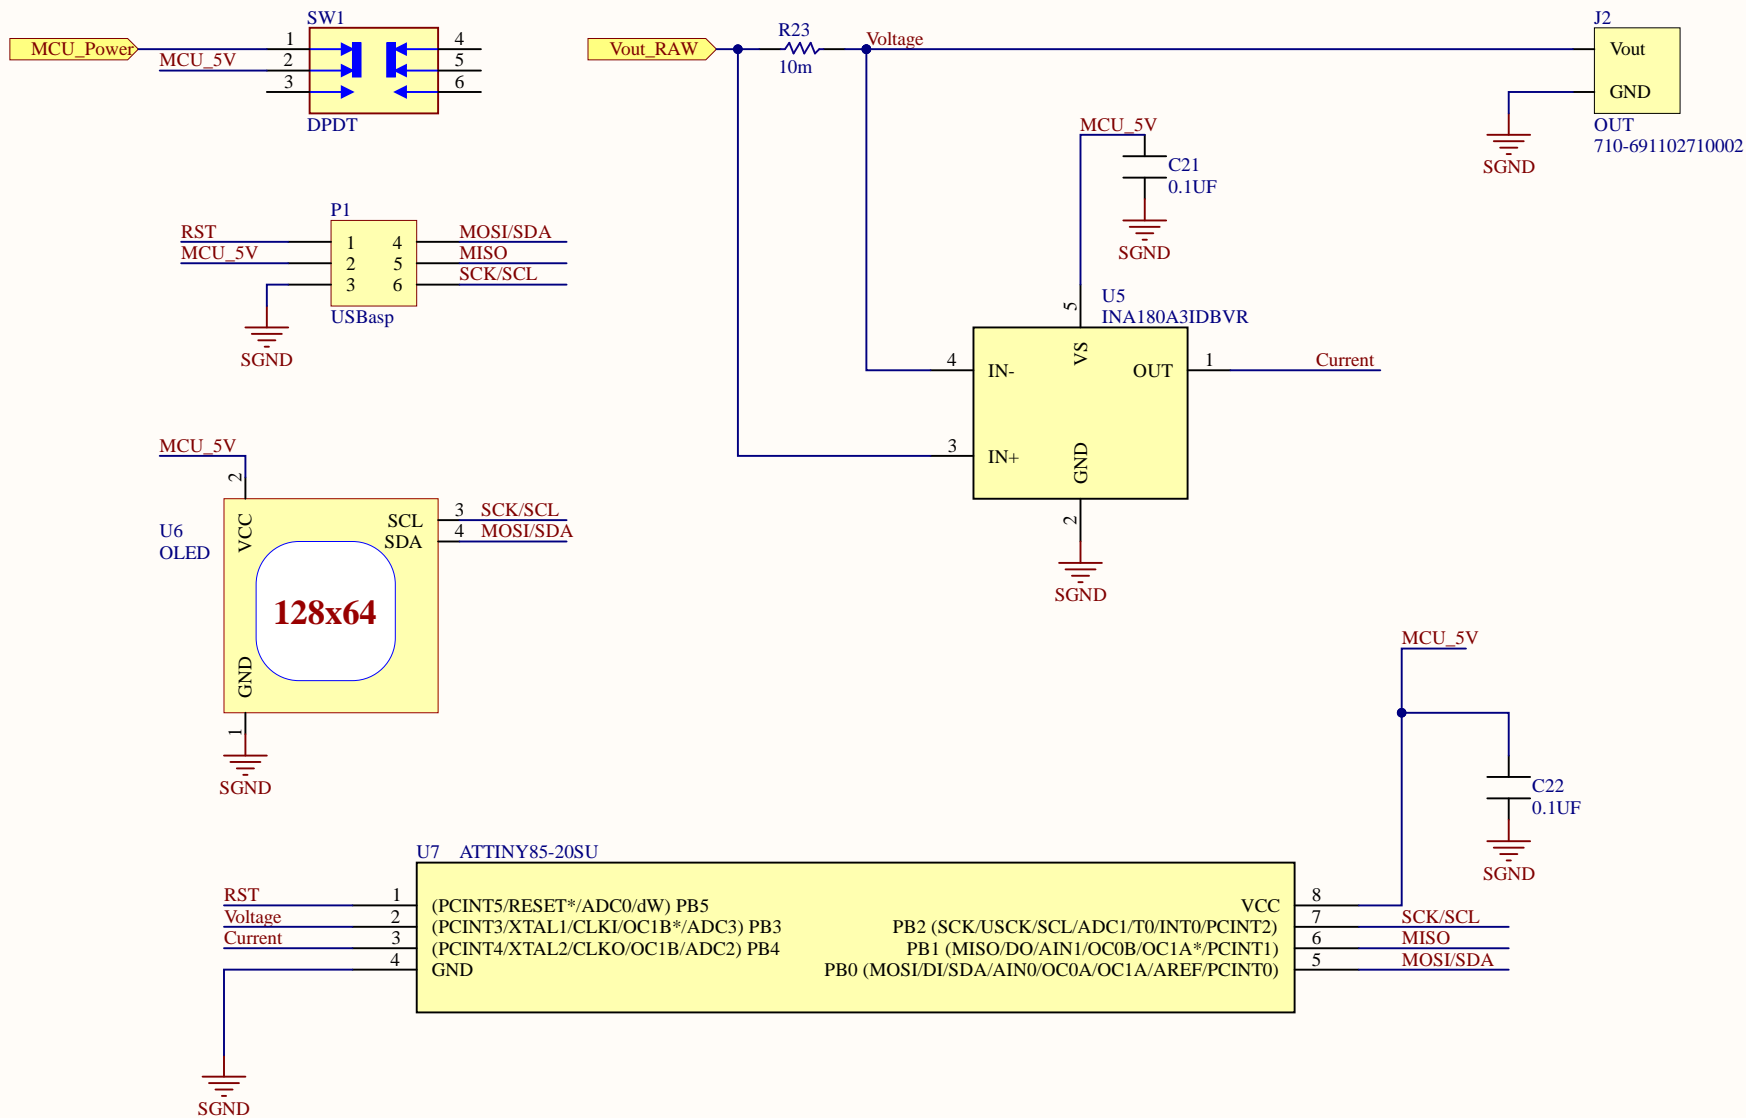 SW1
MCU_Power
MCU_5V
1
2
3
4
5
6
DPDT
Vout_RAW
R23
10m
Voltage
J2
Vout
GND
OUT
710-691102710002
SGND
MCU_5V
C21
0.1UF
SGND
P1
RST
MCU_5V
1 4
2 5
3 6
MOSI/SDA
MISO
SCK/SCL
USBasp
SGND
U5
INA180A3IDBVR
5
VS
4 IN-
OUT 1
Current
3 IN+
GND
2
SGND
MCU_5V
2
U6
OLED
VCC
SCL 3 SCK/SCL
SDA 4 MOSI/SDA
128x64
GND
1
SGND
MCU_5V
C22
0.1UF
SGND
U7 ATTINY85-20SU
RST 1 (PCINT5/RESET*/ADC0/dW) PB5
Voltage 2 (PCINT3/XTAL1/CLKI/OC1B*/ADC3) PB3
Current 3 (PCINT4/XTAL2/CLKO/OC1B/ADC2) PB4
4 GND
VCC 8
PB2 (SCK/USCK/SCL/ADC1/T0/INT0/PCINT2) 7 SCK/SCL
PB1 (MISO/DO/AIN1/OC0B/OC1A*/PCINT1) 6 MISO
PB0 (MOSI/DI/SDA/AIN0/OC0A/OC1A/AREF/PCINT0) 5 MOSI/SDA
SGND